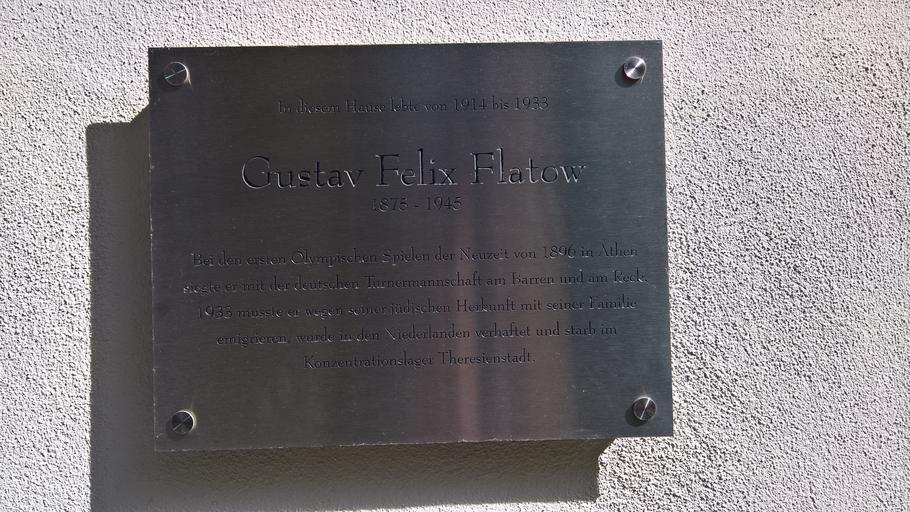 In diesem Hause lebte von 1914 bis 1933
Gustav Felix Flatow
1875 - 1945
Bei den ersten Olympischen Spielen der Neuzeit von 1896 in Athen
siegte er mit der deutschen Turnermannschaft am Barren und am Reck.
1933 musste er wegen seiner jüdischen Herkunft mit seiner Familie
emigrieren, wurde in den Niederlanden verhaftet und starb im
Konzentrationslager Theresienstadt.